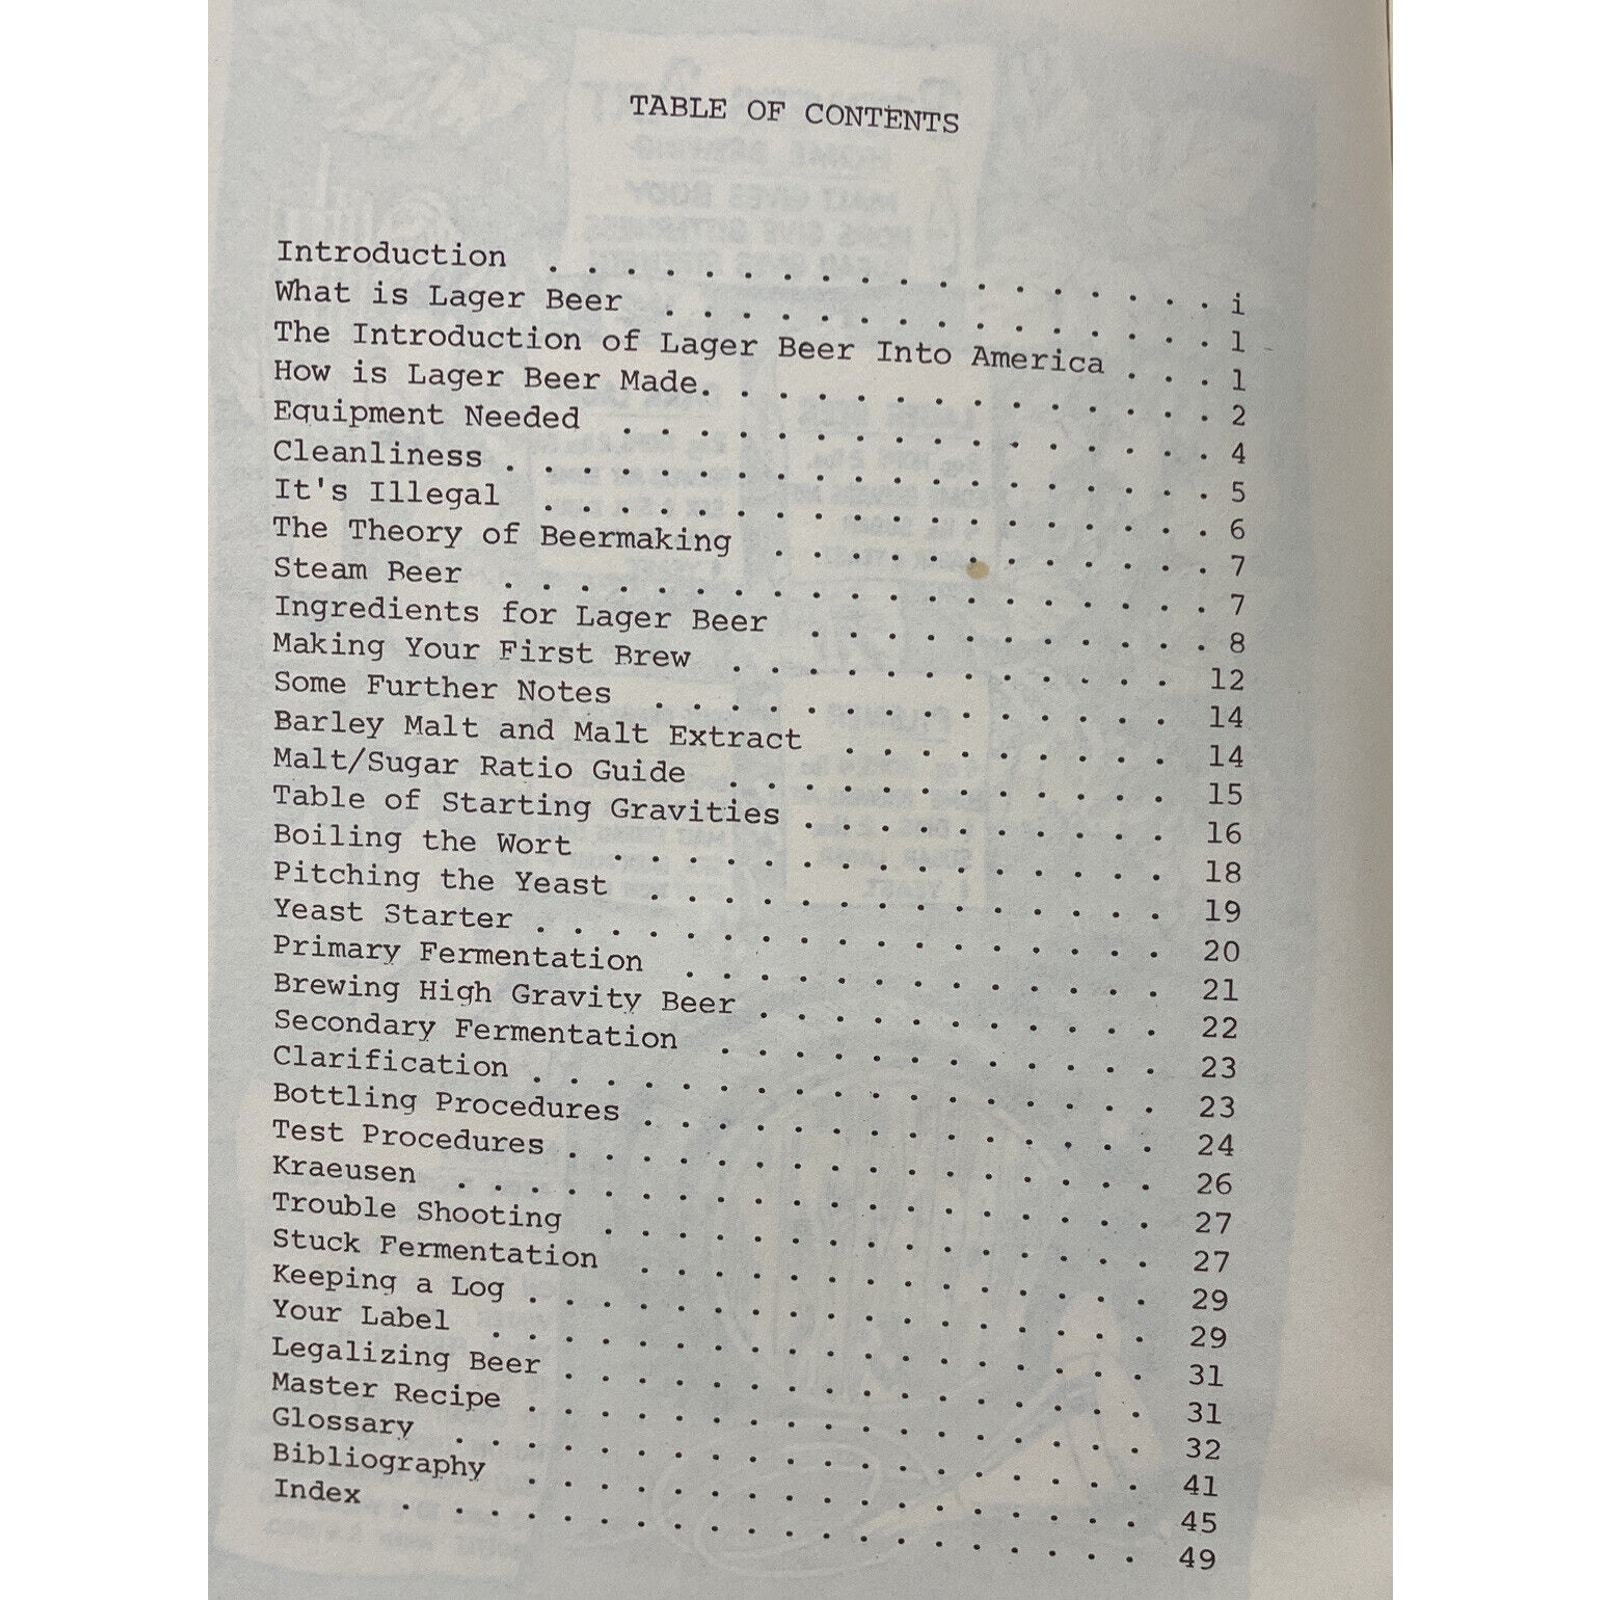 TABLE OF CONTENTS
Introduction . . . . . . . . . . . . . . . . . . i
What is Lager Beer . . . . . . . . . . . . . . . 1
The Introduction of Lager Beer Into America . . . 1
How is Lager Beer Made. . . . . . . . . . . . . . 2
Equipment Needed . . . . . . . . . . . . . . . . 4
Cleanliness . . . . . . . . . . . . . . . . . . . 5
It's Illegal . . . . . . . . . . . . . . . . . . 6
The Theory of Beermaking . . . . . . . . . . . . 7
Steam Beer . . . . . . . . . . . . . . . . . . . 7
Ingredients for Lager Beer . . . . . . . . . . . 8
Making Your First Brew . . . . . . . . . . . . 12
Some Further Notes . . . . . . . . . . . . . . 14
Barley Malt and Malt Extract . . . . . . . . . 14
Malt/Sugar Ratio Guide . . . . . . . . . . . . 15
Table of Starting Gravities . . . . . . . . . . 16
Boiling the Wort . . . . . . . . . . . . . . . 18
Pitching the Yeast . . . . . . . . . . . . . . 19
Yeast Starter . . . . . . . . . . . . . . . . . 20
Primary Fermentation . . . . . . . . . . . . . 21
Brewing High Gravity Beer . . . . . . . . . . . 22
Secondary Fermentation . . . . . . . . . . . . 23
Clarification . . . . . . . . . . . . . . . . . 23
Bottling Procedures . . . . . . . . . . . . . . 24
Test Procedures . . . . . . . . . . . . . . . . 26
Kraeusen . . . . . . . . . . . . . . . . . . . 27
Trouble Shooting . . . . . . . . . . . . . . . 27
Stuck Fermentation . . . . . . . . . . . . . . 29
Keeping a Log . . . . . . . . . . . . . . . . . 29
Your Label . . . . . . . . . . . . . . . . . . 31
Legalizing Beer . . . . . . . . . . . . . . . . 31
Master Recipe . . . . . . . . . . . . . . . . . 32
Glossary . . . . . . . . . . . . . . . . . . . 41
Bibliography . . . . . . . . . . . . . . . . . 45
Index . . . . . . . . . . . . . . . . . . . . 49